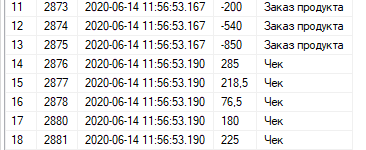 11 2873 2020-06-14 11:56:53.167 -200 Заказ продукта
12 2874 2020-06-14 11:56:53.167 -540 Заказ продукта
13 2875 2020-06-14 11:56:53.167 -850 Заказ продукта
14 2876 2020-06-14 11:56:53.190 285 Чек
15 2877 2020-06-14 11:56:53.190 218,5 Чек
16 2878 2020-06-14 11:56:53.190 76,5 Чек
17 2880 2020-06-14 11:56:53.190 180 Чек
18 2881 2020-06-14 11:56:53.190 225 Чек